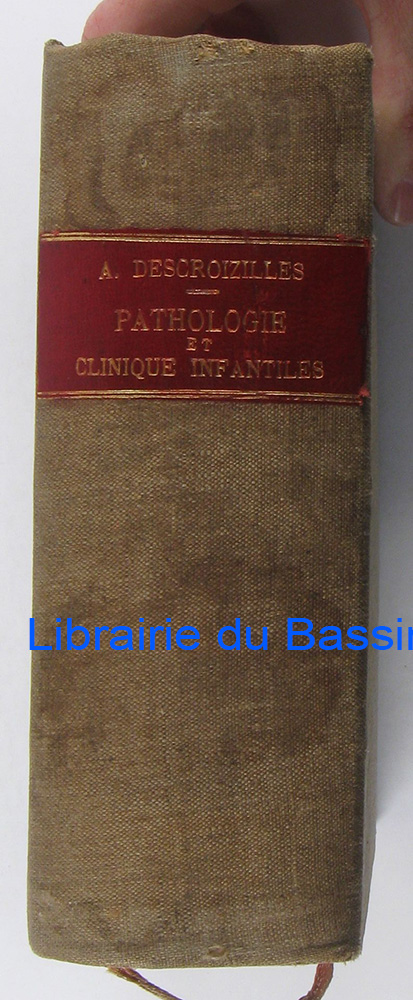 A. DESCROIZILLES
PATHOLOGIE
ET
CLINIQUE INFANTILES
Librairie du Bassin